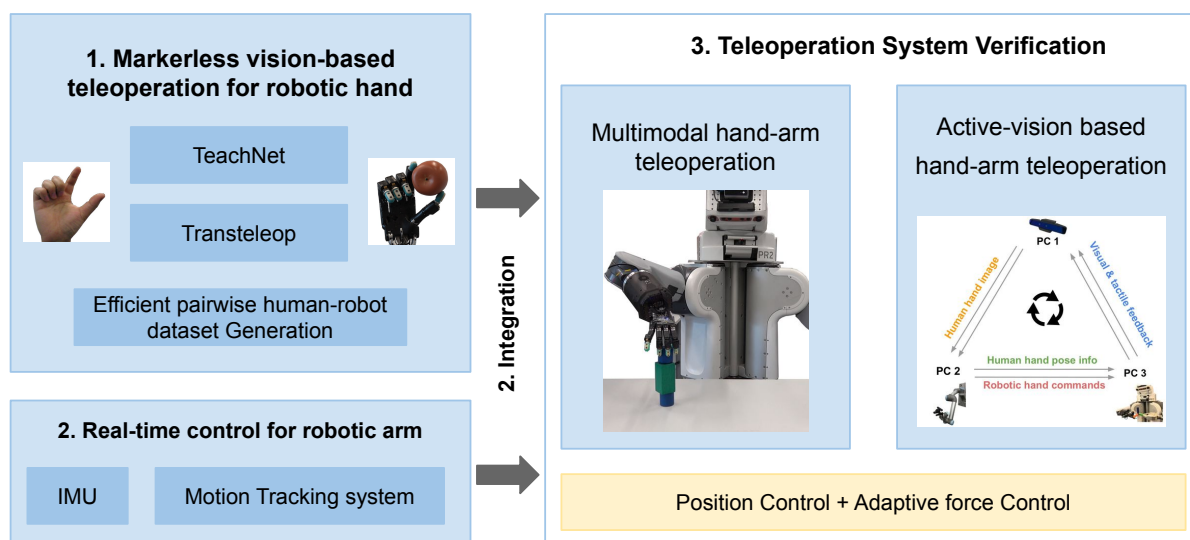 1. Markerless vision-based
teleoperation for robotic hand
TeachNet
Transteleop
Efficient pairwise human-robot
dataset Generation
2. Real-time control for robotic arm
IMU
Motion Tracking system
2. Integration
3. Teleoperation System Verification
Multimodal hand-arm
teleoperation
PR2
Active-vision based
hand-arm teleoperation
PC 1
Human hand image
Visual & tactile feedback
PC 2
Human hand pose info
Robotic hand commands
PC 3
Position Control + Adaptive force Control